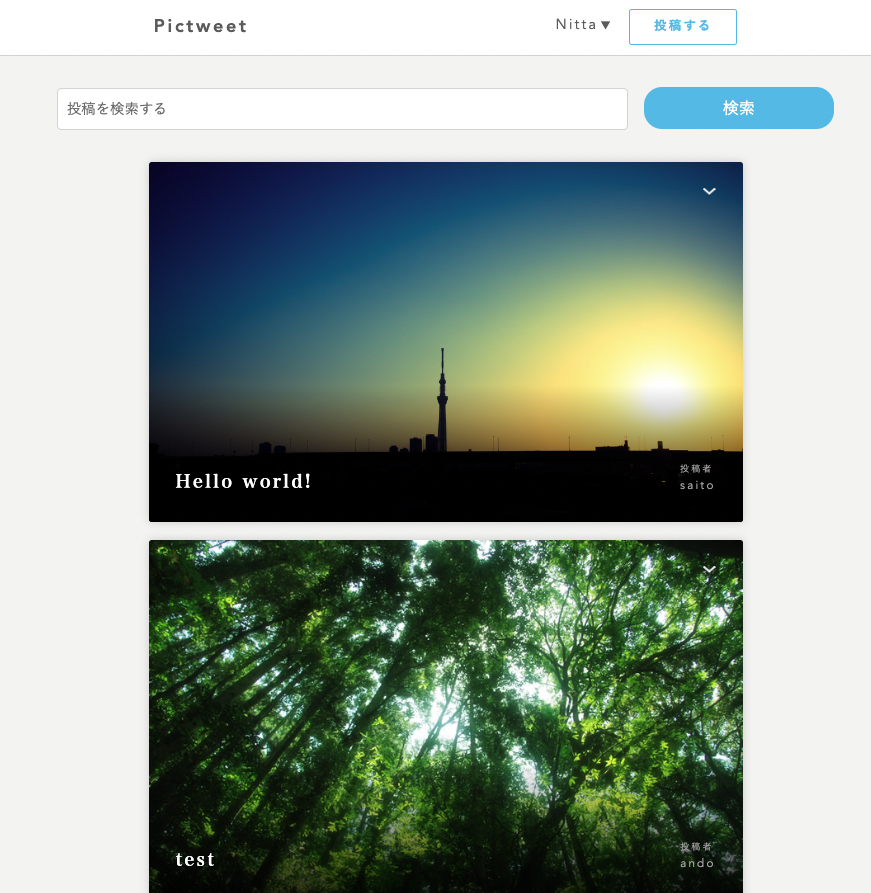 Pictweet
Nitta▼
投稿する
投稿を検索する
検索
Hello world!
投稿者
saito
test
投稿者
ando